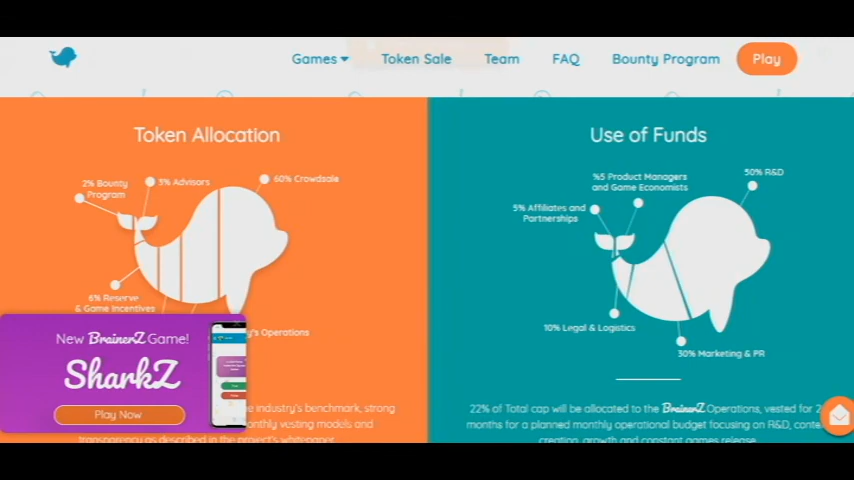 Games
Token Sale
Team
FAQ
Bounty Program
Play
Token Allocation
2% Bounty
Program
3% Advisors
60% Crowdsale
6% Reserve
& Game Incentives
's Operations
industry's benchmark, strong
monthly vesting models and
transparency as described in the project's whitepaper
New BrainerZ Game!
SharkZ
Play Now
Use of Funds
%5 Product Managers
and Game Economists
50% R&D
5% Affiliates and
Partnerships
10% Legal & Logistics
30% Marketing & PR
22% of Total cap will be allocated to the BrainerZ Operations, vested for 2
months for a planned monthly operational budget focusing on R&D, conte
creation, growth and constant games release